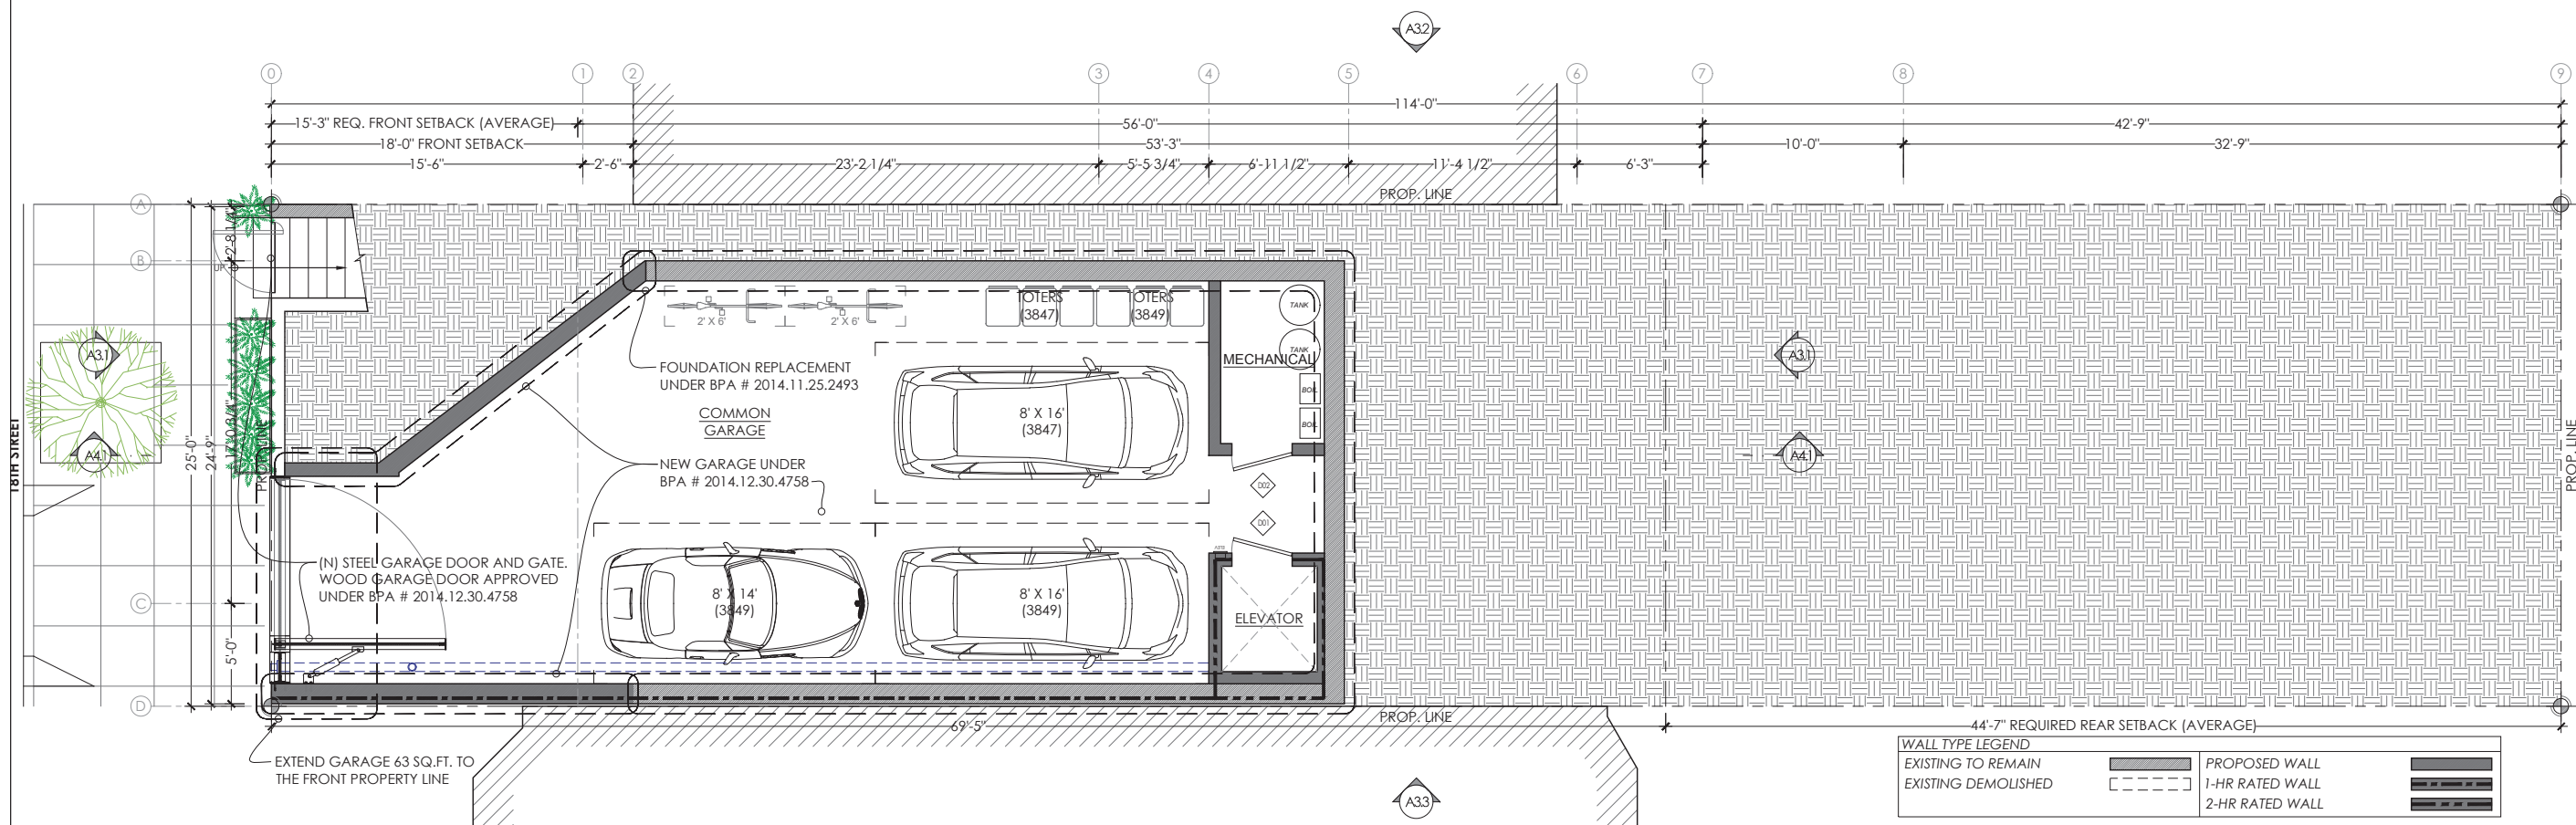 A3.2
0
1
2
3
4
5
6
7
8
9
114'-0"
15'-3" REQ. FRONT SETBACK (AVERAGE)
56'-0"
42'-9"
18'-0" FRONT SETBACK
53'-3"
15'-6"
2'-6"
23'-2 1/4"
5'-5 3/4"
6'-11 1/2"
11'-4 1/2"
6'-3"
10'-0"
32'-9"
PROP. LINE
A
B
C
D
UP
25'-0"
24'-9"
17'-0 3/4"
5'-0"
18TH STREET
A3.1
A4.1
2' X 6'
2' X 6'
TOTERS
(3847)
TOTERS
(3849)
TANK
TANK
MECHANICAL
BOIL
BOIL
FOUNDATION REPLACEMENT
UNDER BPA # 2014.11.25.2493
COMMON
GARAGE
8' X 16'
(3847)
NEW GARAGE UNDER
BPA # 2014.12.30.4758
D02
D01
(N) STEEL GARAGE DOOR AND GATE.
WOOD GARAGE DOOR APPROVED
UNDER BPA # 2014.12.30.4758
8' X 14'
(3849)
8' X 16'
(3849)
ELEVATOR
A3.1
A4.1
PROP. LINE
PROP. LINE
69'-5"
44'-7" REQUIRED REAR SETBACK (AVERAGE)
EXTEND GARAGE 63 SQ.FT. TO
THE FRONT PROPERTY LINE
A3.3
WALL TYPE LEGEND
EXISTING TO REMAIN
PROPOSED WALL
EXISTING DEMOLISHED
1-HR RATED WALL
2-HR RATED WALL